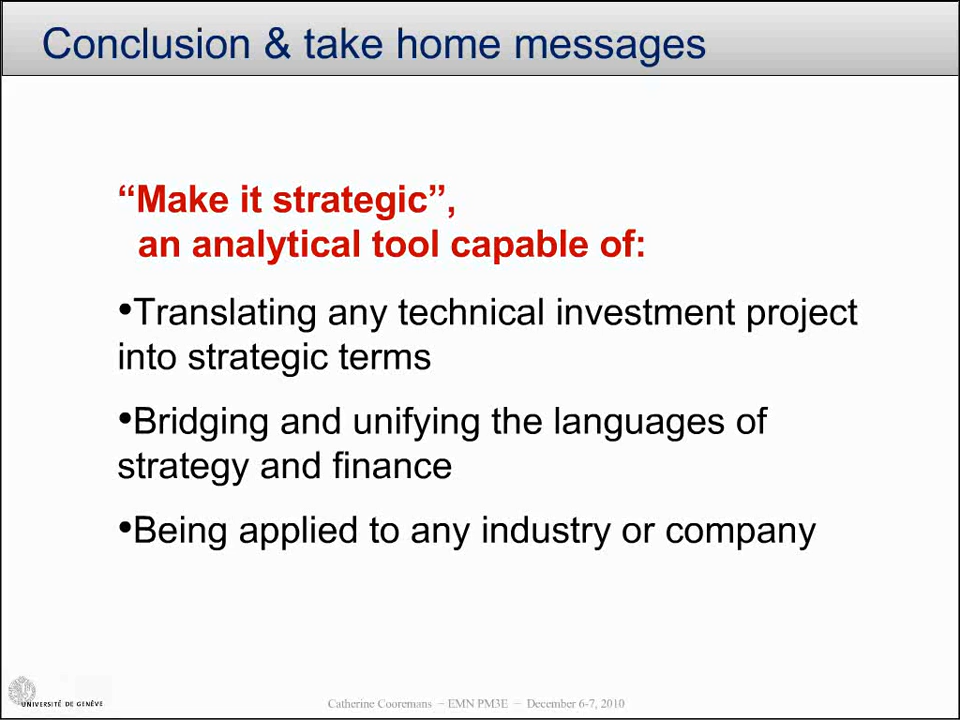 Conclusion & take home messages
“Make it strategic”,
an analytical tool capable of:
•Translating any technical investment project
into strategic terms
•Bridging and unifying the languages of
strategy and finance
•Being applied to any industry or company
UNIVERSITÉ DE GENÈVE
Catherine Cooremans – EMN PM3E – December 6-7, 2010